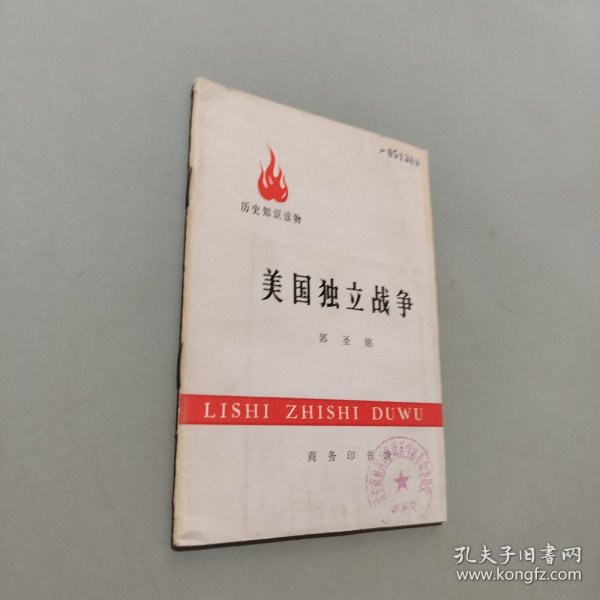 051365
历史知识读物
美国独立战争
郭圣铭
LISHI ZHISHI DUWU
商务印书馆
孔夫子旧书网
www.kongfz.com